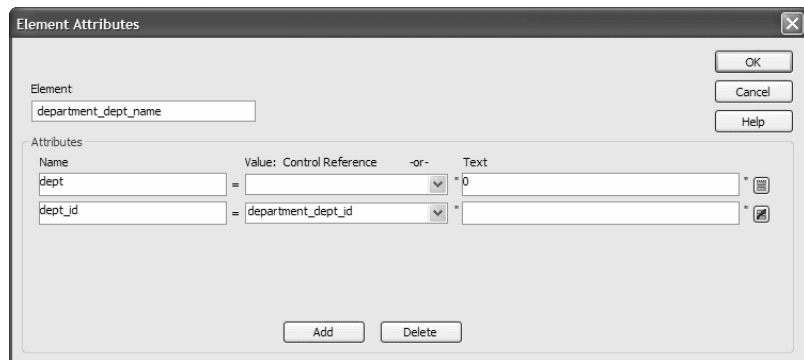 Element Attributes
OK
Element
Cancel
department_dept_name
Help
Attributes
Name Value: Control Reference -or- Text
dept = " 0 "
dept_id = department_dept_id " "
Add Delete